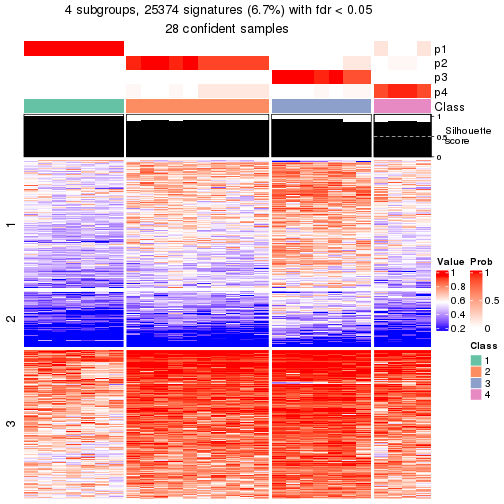 4 subgroups, 25374 signatures (6.7%) with fdr < 0.05
28 confident samples
p1
p2
p3
p4
Class
1
0.5
0
Silhouette
score
1
2
3
Value
1
0.8
0.6
0.4
0.2
Prob
1
0.5
0
Class
1
2
3
4